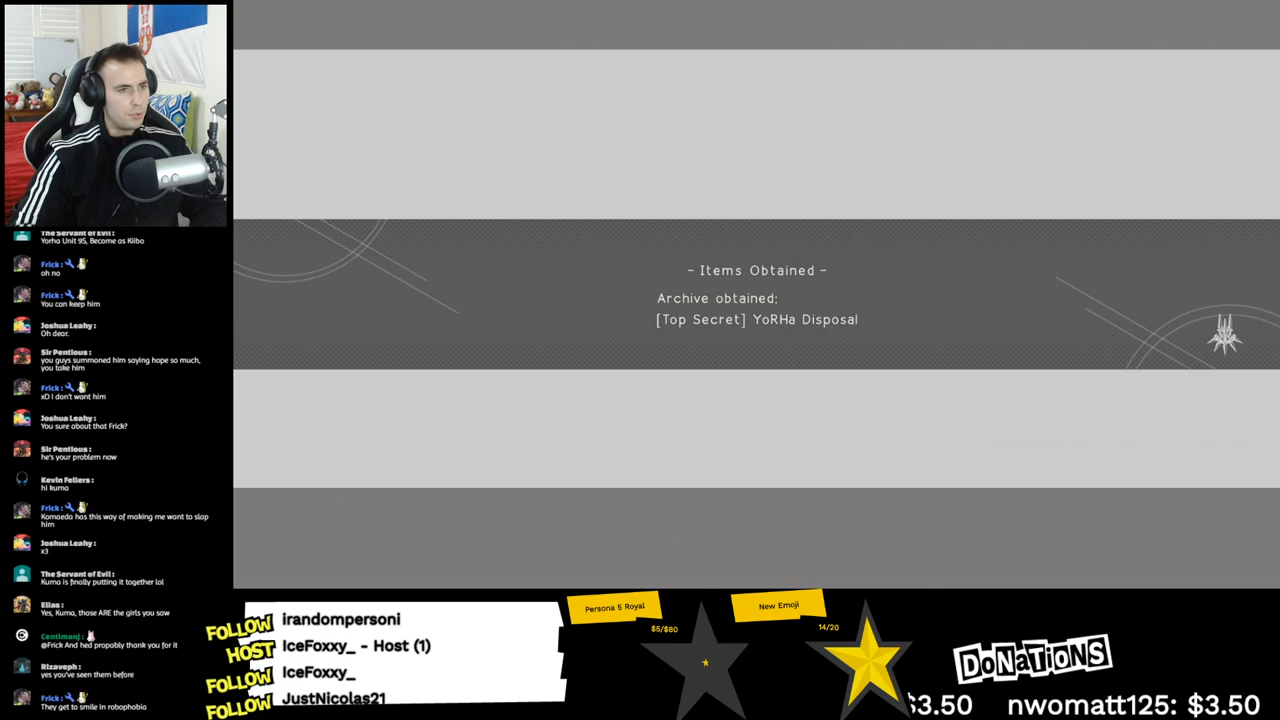 The Servant of Evil :
Yorha Unit 9S, Become as Kiibo
Frick :
oh no
Frick :
You can keep him
Joshua Leahy :
Oh dear.
Sir Pentious :
you guys summoned him saying hope so much,
you take him
Frick :
xD I don't want him
Joshua Leahy :
You sure about that Frick?
Sir Pentious :
he's your problem now
Kevin Fellers :
hi kuma
Frick :
Komaeda has this way of making me want to slap
him
Joshua Leahy :
x3
The Servant of Evil :
Kuma is finally putting it together lol
Elias :
Yes, Kuma, those ARE the girls you saw
Centimanj :
@Frick And hed propably thank you for it
Rizaveph :
yes you've seen them before
Frick :
They get to smile in robophobia
- Items Obtained -
Archive obtained:
[Top Secret] YoRHa Disposal
FOLLOW irandompersoni
HOST IceFoxxy_ - Host (1)
FOLLOW IceFoxxy_
FOLLOW JustNicolas21
Persona 5 Royal
$5/$80
New Emoji
14/20
DONATIONS
$3.50 nwomatt125: $3.50